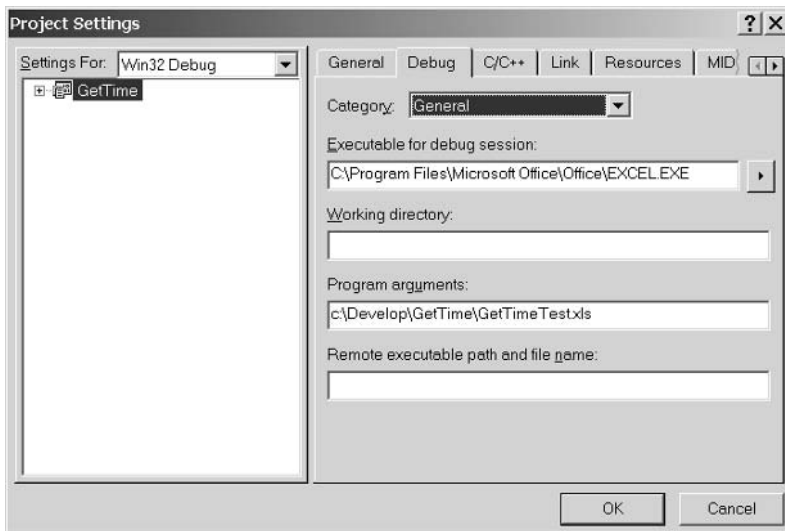 Project Settings
Settings For: Win32 Debug
GetTime
General Debug C/C++ Link Resources MID
Category: General
Executable for debug session:
C:\Program Files\Microsoft Office\Office\EXCEL.EXE
Working directory:
Program arguments:
c:\Develop\GetTime\GetTimeTest.xls
Remote executable path and file name:
OK Cancel